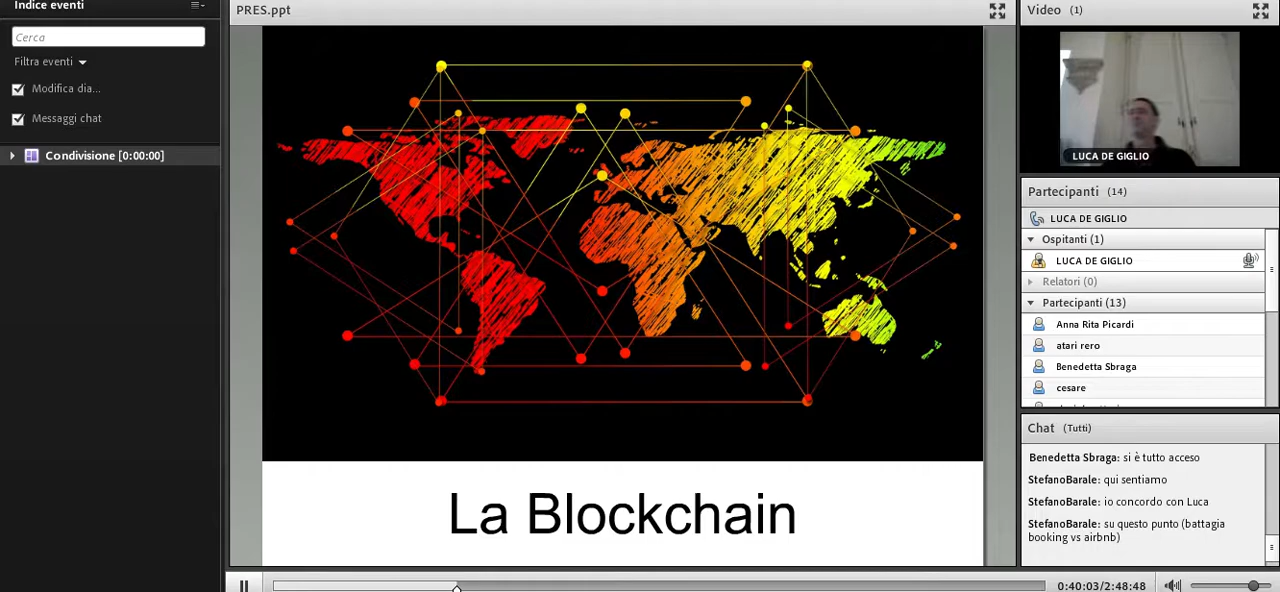 Indice eventi
Cerca
Filtra eventi
Modifica dia...
Messaggi chat
Condivisione [0:00:00]
PRES.ppt
La Blockchain
0:40:03/2:48:48
Video (1)
LUCA DE GIGLIO
Partecipanti (14)
LUCA DE GIGLIO
Ospitanti (1)
LUCA DE GIGLIO
Relatori (0)
Partecipanti (13)
Anna Rita Picardi
atari rero
Benedetta Sbraga
cesare
Chat (Tutti)
Benedetta Sbraga: si è tutto acceso
StefanoBarale: qui sentiamo
StefanoBarale: io concordo con Luca
StefanoBarale: su questo punto (battagia
booking vs airbnb)